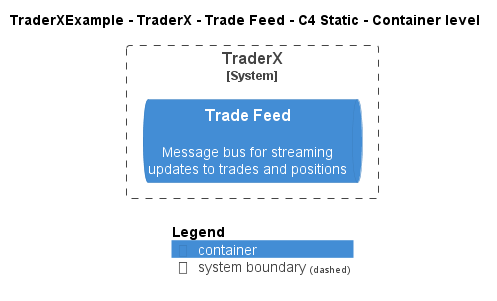 TraderXExample - TraderX - Trade Feed - C4 Static - Container level
TraderX
[System]
Trade Feed
Message bus for streaming
updates to trades and positions
Legend
container
system boundary (dashed)